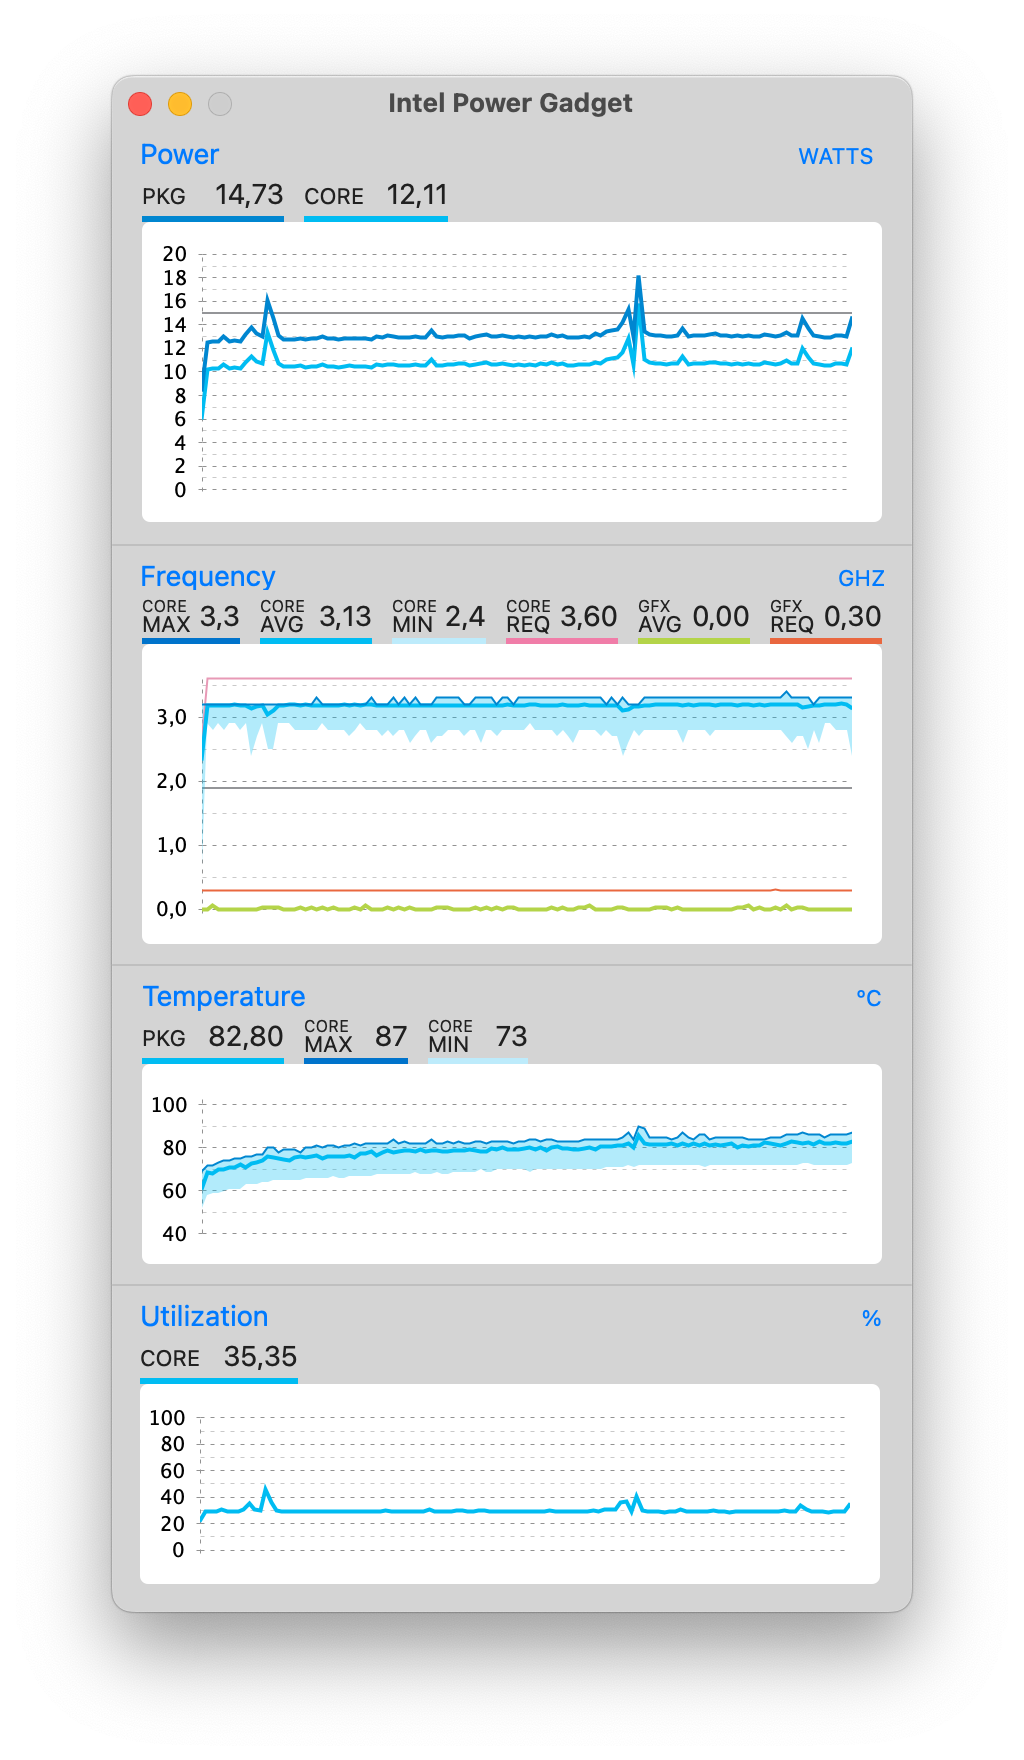 Intel Power Gadget
Power WATTS
PKG 14,73 CORE 12,11
20
18
16
14
12
10
8
6
4
2
0
Frequency GHZ
CORE MAX 3,3 CORE AVG 3,13 CORE MIN 2,4 CORE REQ 3,60 GFX AVG 0,00 GFX REQ 0,30
3,0
2,0
1,0
0,0
Temperature °C
PKG 82,80 CORE MAX 87 CORE MIN 73
100
80
60
40
Utilization %
CORE 35,35
100
80
60
40
20
0